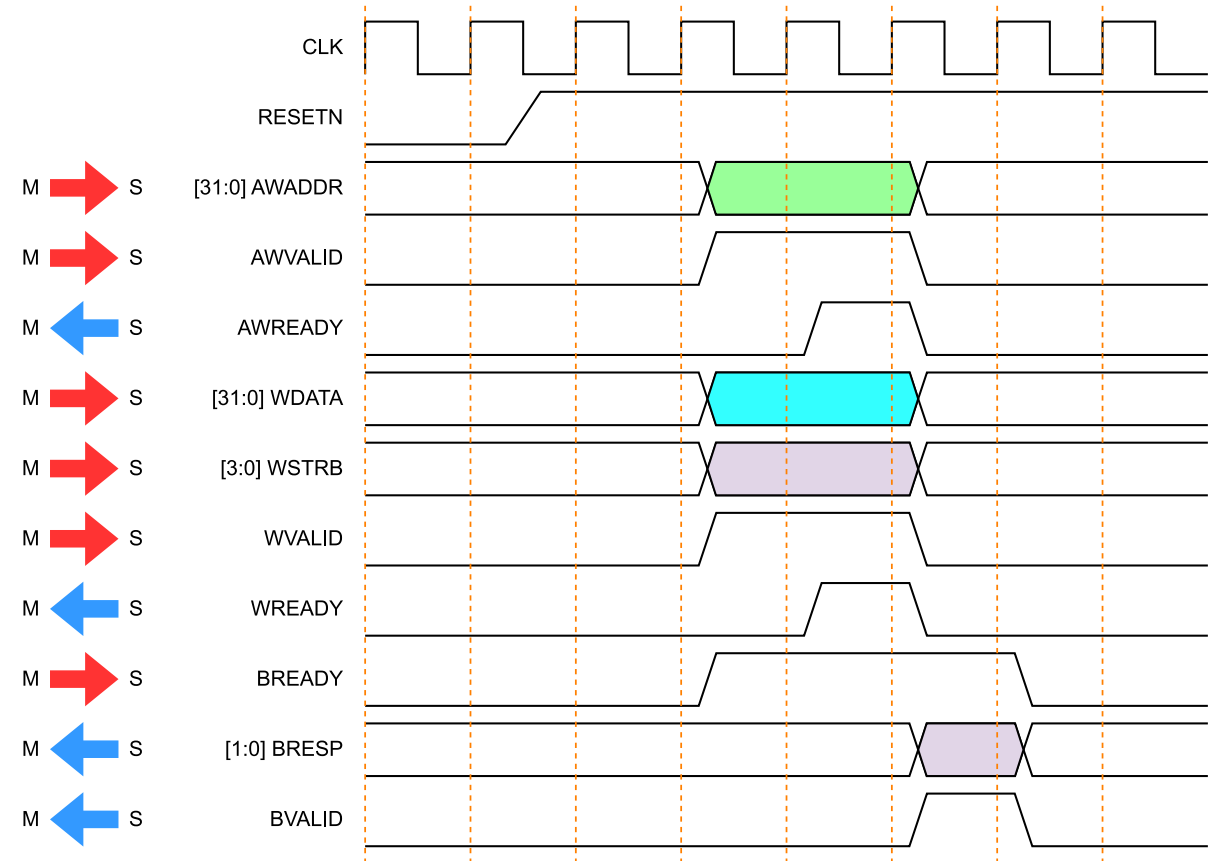 CLK
RESETN
M S [31:0] AWADDR
M S AWVALID
M S AWREADY
M S [31:0] WDATA
M S [3:0] WSTRB
M S WVALID
M S WREADY
M S BREADY
M S [1:0] BRESP
M S BVALID